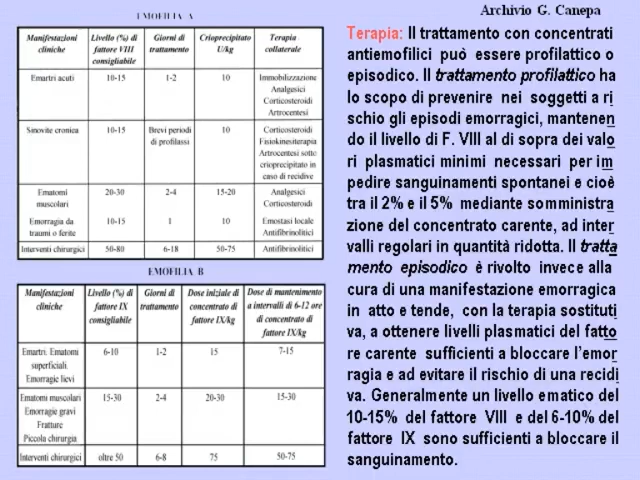 EMOFILIA A
Archivio G. Canepa
Manifestazioni cliniche | Livello (%) di fattore VIII consigliabile | Giorni di trattamento | Crioprecipitato U/kg | Terapia collaterale
Emartri acuti | 10-15 | 1-2 | 10 | Immobilizzazione Analgesici Corticosteroidi Artrocentesi
Sinovite cronica | 10-15 | Brevi periodi di profilassi | 10 | Corticosteroidi Fisiokinesiterapia Artrocentesi sotto crioprecipitato in caso di recidive
Ematomi muscolari | 20-30 | 2-4 | 15-20 | Analgesici Corticosteroidi
Emorragia da traumi o ferite | 10-15 | 1 | 10 | Emostasi locale Antifibrinolitici
Interventi chirurgici | 50-80 | 6-18 | 50-75 | Antifibrinolitici
EMOFILIA B
Manifestazioni cliniche | Livello (%) di fattore IX consigliabile | Giorni di trattamento | Dose iniziale di concentrato di fattore IX/kg | Dose di mantenimento a intervalli di 6-12 ore di concentrato di fattore IX/kg
Emartri. Ematomi superficiali. Emorragie lievi | 6-10 | 1-2 | 15 | 7-15
Ematomi muscolari Emorragie gravi Fratture Piccola chirurgia | 15-30 | 2-4 | 20-30 | 15-30
Interventi chirurgici | oltre 50 | 6-8 | 75 | 50-75
Terapia: Il trattamento con concentrati
antiemofilici può essere profilattico o
episodico. Il trattamento profilattico ha
lo scopo di prevenire nei soggetti a ri
schio gli episodi emorragici, mantenen
do il livello di F. VIII al di sopra dei valo
ri plasmatici minimi necessari per im
pedire sanguinamenti spontanei e cioè
tra il 2% e il 5% mediante somministra
zione del concentrato carente, ad inter
valli regolari in quantità ridotta. Il tratta
mento episodico è rivolto invece alla
cura di una manifestazione emorragica
in atto e tende, con la terapia sostituti
va, a ottenere livelli plasmatici del fatto
re carente sufficienti a bloccare l'emor
ragia e ad evitare il rischio di una recidi
va. Generalmente un livello ematico del
10-15% del fattore VIII e del 6-10% del
fattore IX sono sufficienti a bloccare il
sanguinamento.